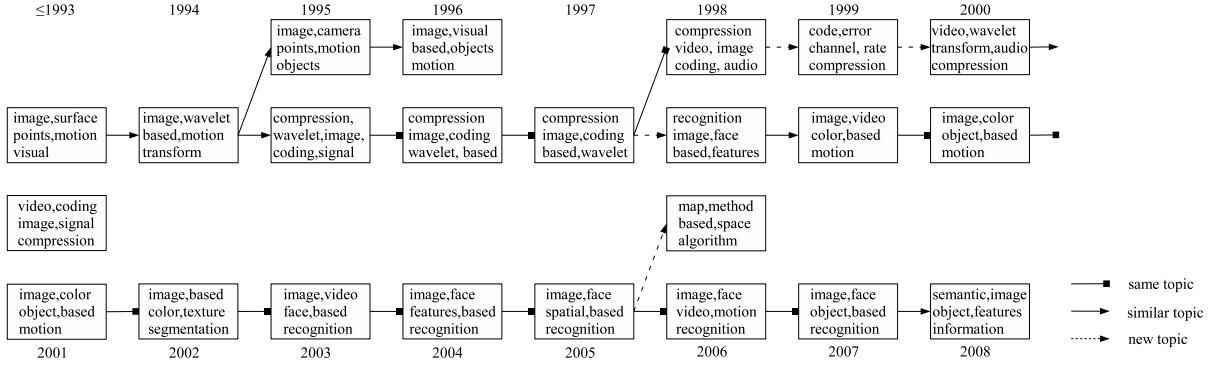 ≤1993 1994 1995 1996 1997 1998 1999 2000
image,camera
points,motion
objects
image,visual
based,objects
motion
compression
video, image
coding, audio
code,error
channel, rate
compression
video,wavelet
transform,audio
compression
image,surface
points,motion
visual
image,wavelet
based,motion
transform
compression,
wavelet,image,
coding,signal
compression
image,coding
wavelet, based
compression
image,coding
based,wavelet
recognition
image,face
based,features
image,video
color,based
motion
image,color
object,based
motion
video,coding
image,signal
compression
map,method
based,space
algorithm
image,color
object,based
motion
image,based
color,texture
segmentation
image,video
face,based
recognition
image,face
features,based
recognition
image,face
spatial,based
recognition
image,face
video,motion
recognition
image,face
object,based
recognition
semantic,image
object,features
information
2001 2002 2003 2004 2005 2006 2007 2008
same topic
similar topic
new topic